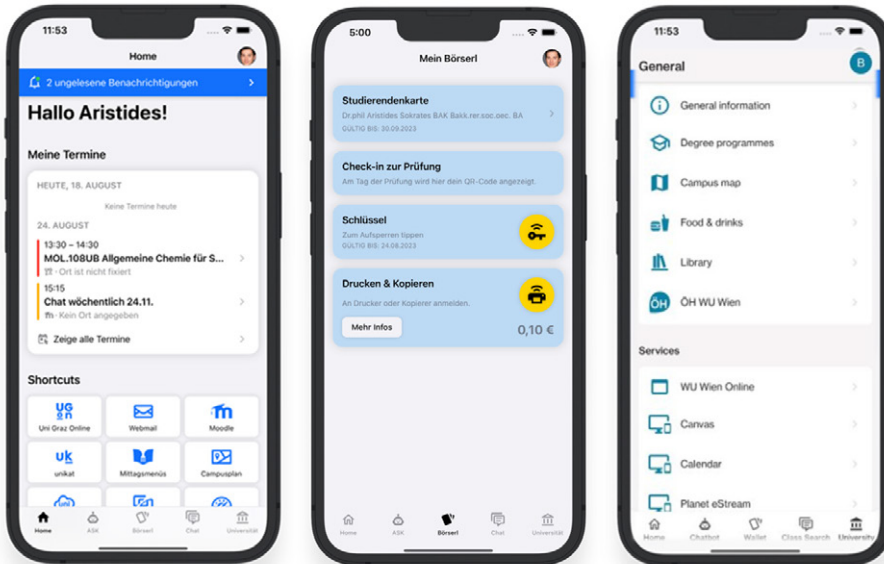 11:53
Home
2 ungelesene Benachrichtigungen
Hallo Aristides!
Meine Termine
HEUTE, 18. AUGUST
Keine Termine heute
24. AUGUST
13:30 – 14:30
MOL.108UB Allgemeine Chemie für S...
Ort ist nicht fixiert
15:15
Chat wöchentlich 24.11.
Kein Ort angegeben
Zeige alle Termine
Shortcuts
UG on
Uni Graz Online
Webmail
Moodle
uk
unikat
Mittagsmenüs
Campusplan
uni
Home
ASK
Börserl
Chat
Universität
5:00
Mein Börserl
Studierendenkarte
Dr.phil Aristides Sokrates BAK Bakk.rer.soc.oec. BA
GÜLTIG BIS: 30.09.2023
Check-in zur Prüfung
Am Tag der Prüfung wird hier dein QR-Code angezeigt.
Schlüssel
Zum Aufsperren tippen
GÜLTIG BIS: 24.08.2023
Drucken & Kopieren
An Drucker oder Kopierer anmelden.
Mehr Infos
0,10 €
Home
ASK
Börserl
Chat
Universität
11:53
General
B
General information
Degree programmes
Campus map
Food & drinks
Library
ÖH
ÖH WU Wien
Services
WU Wien Online
Canvas
Calendar
Planet eStream
Home
Chatbot
Wallet
Class Search
University